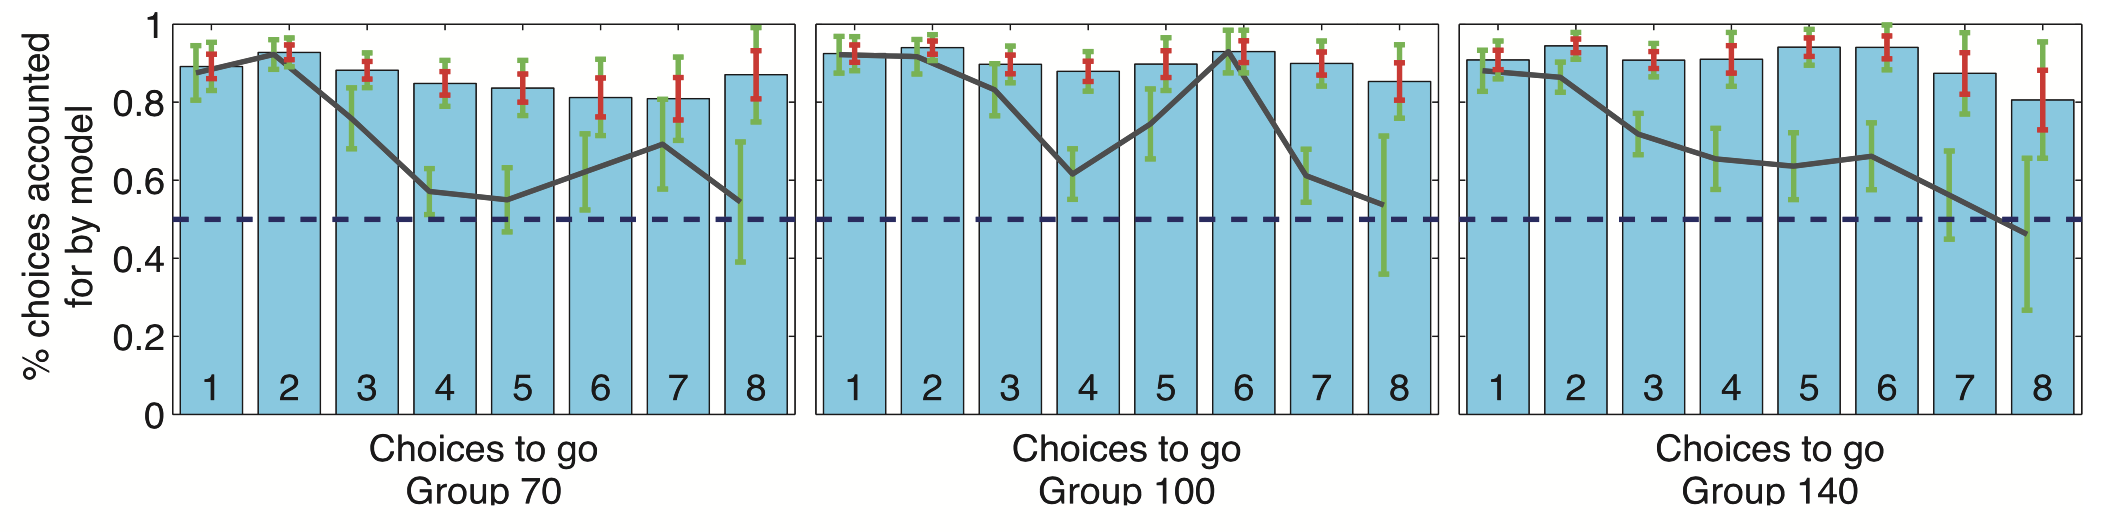 % choices accounted
for by model
1
0.8
0.6
0.4
0.2
0
1 2 3 4 5 6 7 8
Choices to go
Group 70
1 2 3 4 5 6 7 8
Choices to go
Group 100
1 2 3 4 5 6 7 8
Choices to go
Group 140